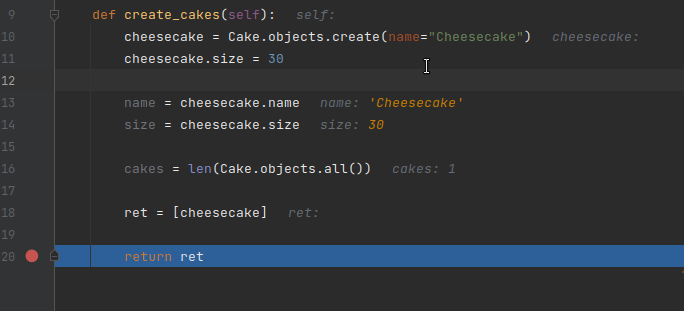 9 def create_cakes(self): self:
10 cheesecake = Cake.objects.create(name="Cheesecake") cheesecake:
11 cheesecake.size = 30
12
13 name = cheesecake.name name: 'Cheesecake'
14 size = cheesecake.size size: 30
15
16 cakes = len(Cake.objects.all()) cakes: 1
17
18 ret = [cheesecake] ret:
19
20 return ret